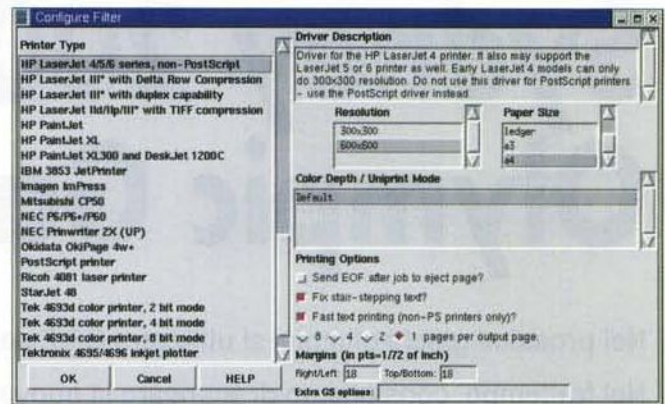 Configure Filter
Printer Type
HP LaserJet 4/5/6 series, non-PostScript
HP LaserJet III* with Delta Row Compression
HP LaserJet III* with duplex capability
HP LaserJet IId/IIp/III* with TIFF compression
HP PaintJet
HP PaintJet XL
HP PaintJet XL300 and DeskJet 1200C
IBM 3853 JetPrinter
Imagen ImPress
Mitsubishi CP50
NEC P6/P6+/P60
NEC Prinwriter 2X (UP)
Okidata OkiPage 4w+
PostScript printer
Ricoh 4081 laser printer
StarJet 48
Tek 4693d color printer, 2 bit mode
Tek 4693d color printer, 4 bit mode
Tek 4693d color printer, 8 bit mode
Tektronix 4695/4696 inkjet plotter
OK Cancel HELP
Driver Description
Driver for the HP LaserJet 4 printer. It also may support the
LaserJet 5 or 6 printer as well. Early LaserJet 4 models can only
do 300x300 resolution. Do not use this driver for PostScript printers
- use the PostScript driver instead.
Resolution
300x300
600x600
Paper Size
ledger
a3
a4
Color Depth / Uniprint Mode
Default
Printing Options
Send EOF after job to eject page?
Fix stair-stepping text?
Fast text printing (non-PS printers only)?
8 4 2 pages per output page.
Margins (in pts=1/72 of inch)
Right/Left: 18 Top/Bottom: 18
Extra GS options: